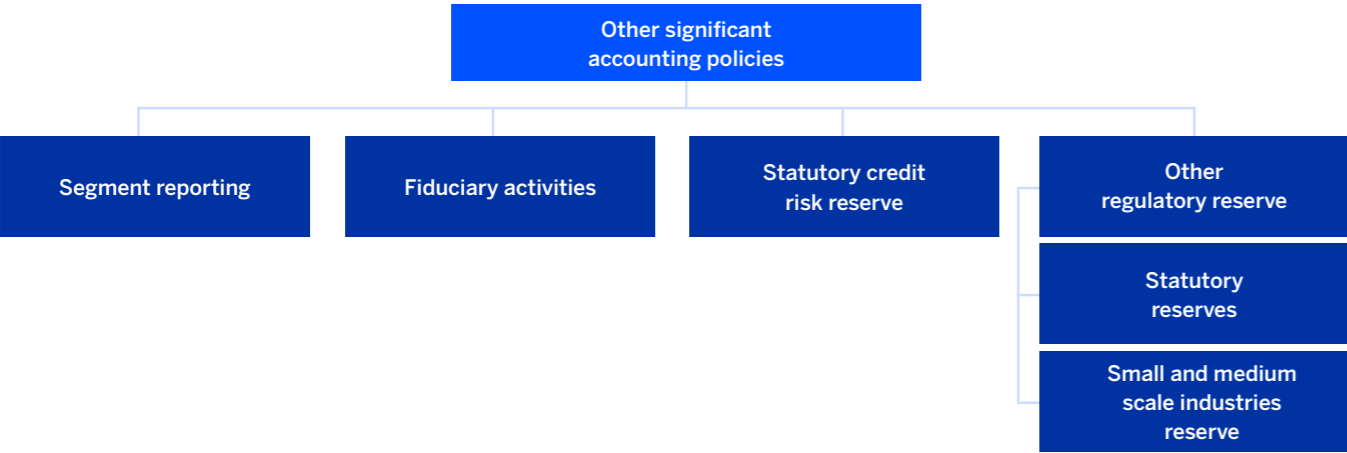 Other significant
accounting policies
Segment reporting
Fiduciary activities
Statutory credit
risk reserve
Other
regulatory reserve
Statutory
reserves
Small and medium
scale industries
reserve